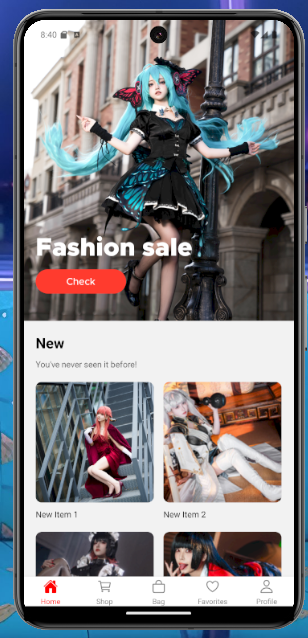 8:40
Fashion sale
Check
New
You've never seen it before!
New Item 1
New Item 2
Home
Shop
Bag
Favorites
Profile